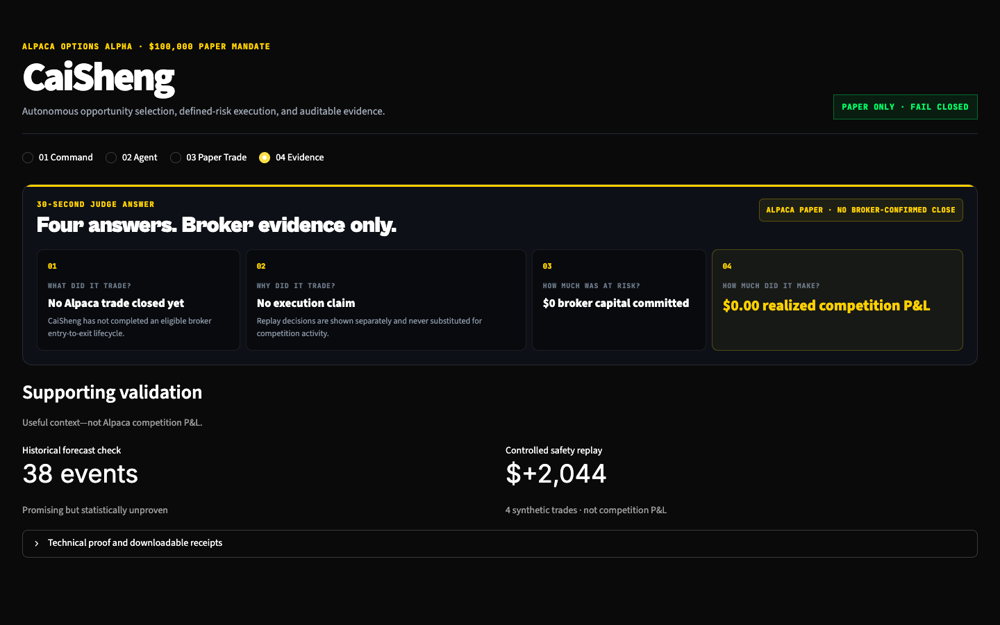 ALPACA OPTIONS ALPHA · $100,000 PAPER MANDATE
CaiSheng
Autonomous opportunity selection, defined-risk execution, and auditable evidence.
PAPER ONLY · FAIL CLOSED
01 Command
02 Agent
03 Paper Trade
04 Evidence
30-SECOND JUDGE ANSWER
Four answers. Broker evidence only.
ALPACA PAPER · NO BROKER-CONFIRMED CLOSE
01
WHAT DID IT TRADE?
No Alpaca trade closed yet
CaiSheng has not completed an eligible broker
entry-to-exit lifecycle.
02
WHY DID IT TRADE?
No execution claim
Replay decisions are shown separately and never substituted for
competition activity.
03
HOW MUCH WAS AT RISK?
$0 broker capital committed
04
HOW MUCH DID IT MAKE?
$0.00 realized competition P&L
Supporting validation
Useful context—not Alpaca competition P&L.
Historical forecast check
38 events
Promising but statistically unproven
Controlled safety replay
$+2,044
4 synthetic trades · not competition P&L
Technical proof and downloadable receipts